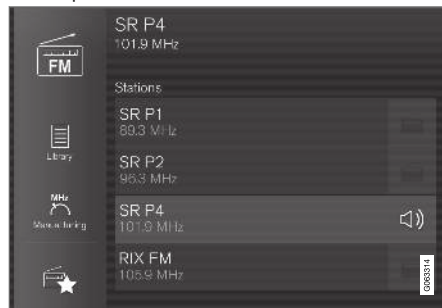 FM
SR P4
101.9 MHz
Stations
SR P1
89.3 MHz
SR P2
96.3 MHz
SR P4
101.9 MHz
RIX FM
105.9 MHz
Library
MHz
Manual tuning
G063314